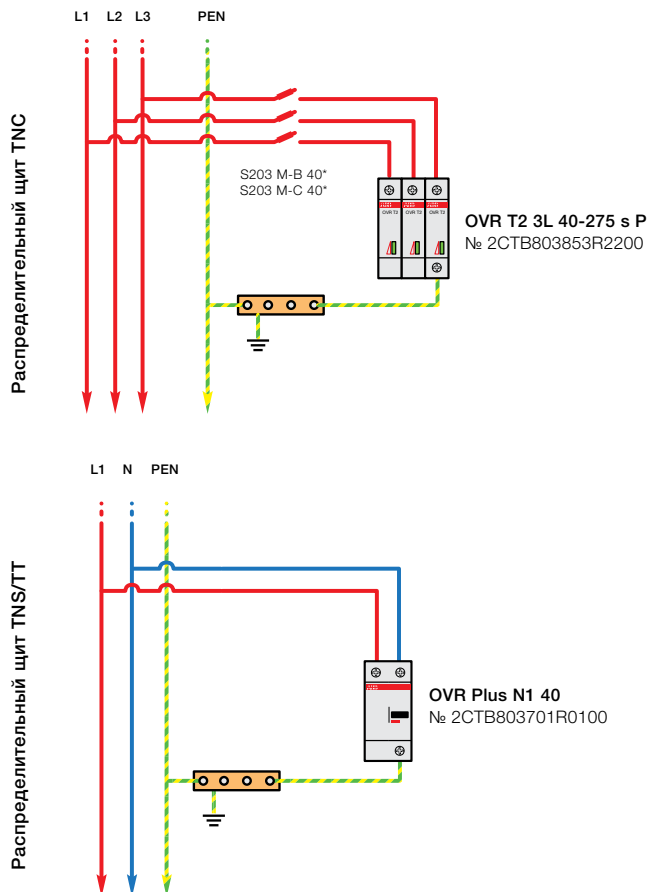 L1 L2 L3 PEN
Распределительный щит TNC
S203 M-B 40*
S203 M-C 40*
OVR T2 OVR T2 OVR T2
OVR T2 3L 40-275 s P
№ 2CTB803853R2200
L1 N PEN
Распределительный щит TNS/TT
OVR Plus N1 40
№ 2CTB803701R0100